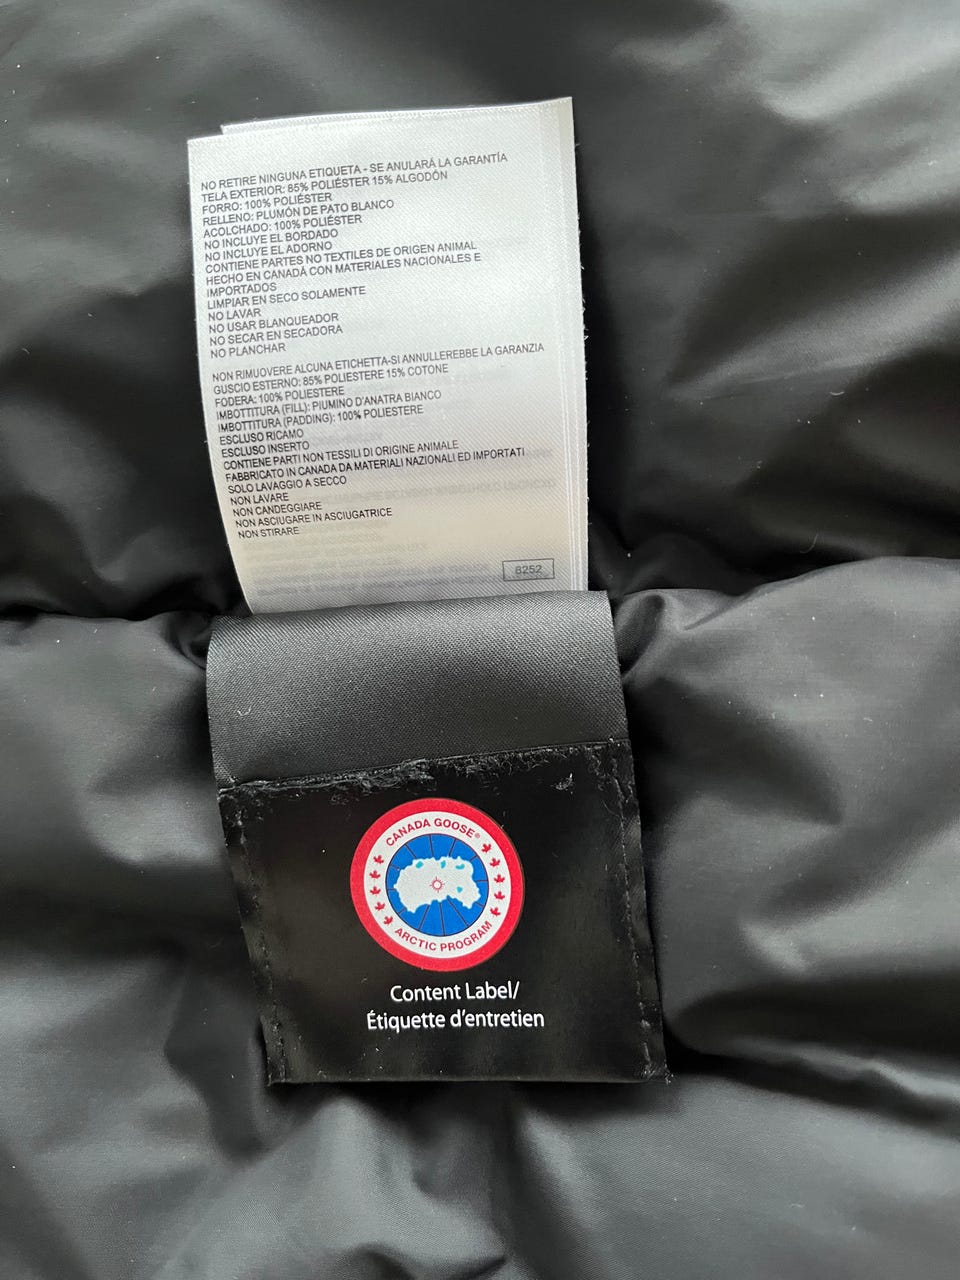 NO RETIRE NINGUNA ETIQUETA - SE ANULARÁ LA GARANTÍA
TELA EXTERIOR: 85% POLIÉSTER 15% ALGODÓN
FORRO: 100% POLIÉSTER
RELLENO: PLUMÓN DE PATO BLANCO
ACOLCHADO: 100% POLIÉSTER
NO INCLUYE EL BORDADO
NO INCLUYE EL ADORNO
CONTIENE PARTES NO TEXTILES DE ORIGEN ANIMAL
HECHO EN CANADÁ CON MATERIALES NACIONALES E
IMPORTADOS
LIMPIAR EN SECO SOLAMENTE
NO LAVAR
NO USAR BLANQUEADOR
NO SECAR EN SECADORA
NO PLANCHAR
NON RIMUOVERE ALCUNA ETICHETTA-SI ANNULLEREBBE LA GARANZIA
GUSCIO ESTERNO: 85% POLIESTERE 15% COTONE
FODERA: 100% POLIESTERE
IMBOTTITURA (FILL): PIUMINO D'ANATRA BIANCO
IMBOTTITURA (PADDING): 100% POLIESTERE
ESCLUSO RICAMO
ESCLUSO INSERTO
CONTIENE PARTI NON TESSILI DI ORIGINE ANIMALE
FABBRICATO IN CANADA DA MATERIALI NAZIONALI ED IMPORTATI
SOLO LAVAGGIO A SECCO
NON LAVARE
NON CANDEGGIARE
NON ASCIUGARE IN ASCIUGATRICE
NON STIRARE
8252
CANADA GOOSE®
ARCTIC PROGRAM
Content Label/
Étiquette d'entretien